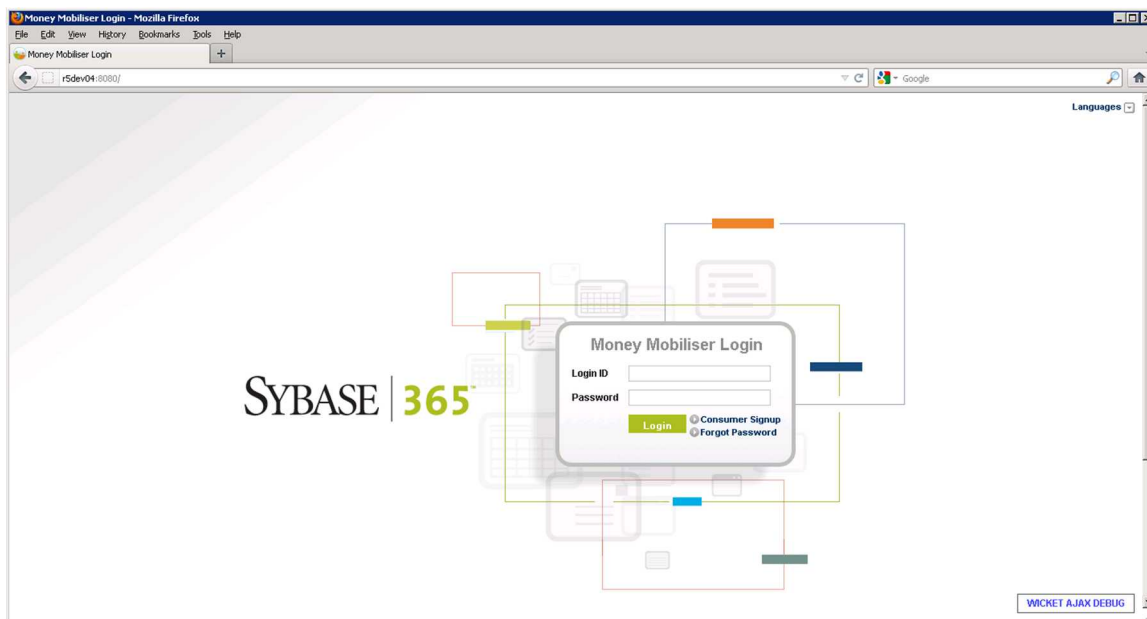 Money Mobiliser Login - Mozilla Firefox
File Edit View History Bookmarks Tools Help
Money Mobiliser Login +
r5dev04:8080/ Google
Languages
Money Mobiliser Login
Login ID
Password
Login Consumer Signup
Forgot Password
SYBASE 365™
WICKET AJAX DEBUG